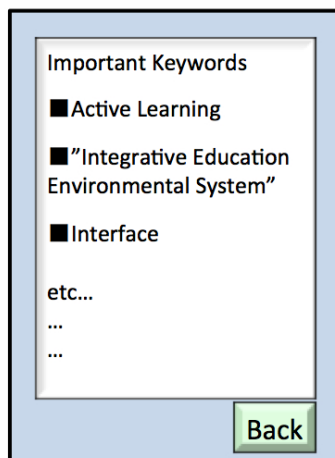 Important Keywords
■Active Learning
■”Integrative Education
Environmental System”
■Interface
etc...
...
...
Back